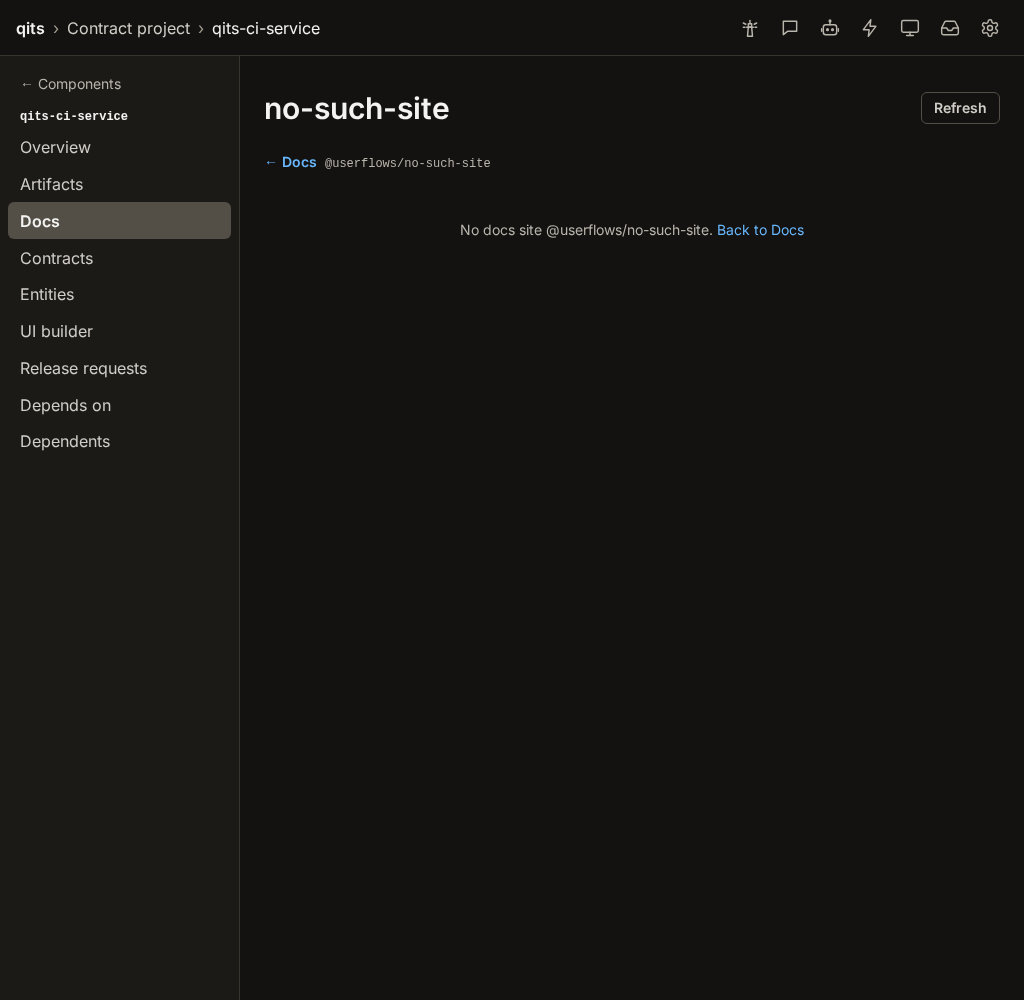 qits › Contract project › qits-ci-service
← Components
qits-ci-service
Overview
Artifacts
Docs
Contracts
Entities
UI builder
Release requests
Depends on
Dependents
no-such-site
Refresh
← Docs @userflows/no-such-site
No docs site @userflows/no-such-site. Back to Docs